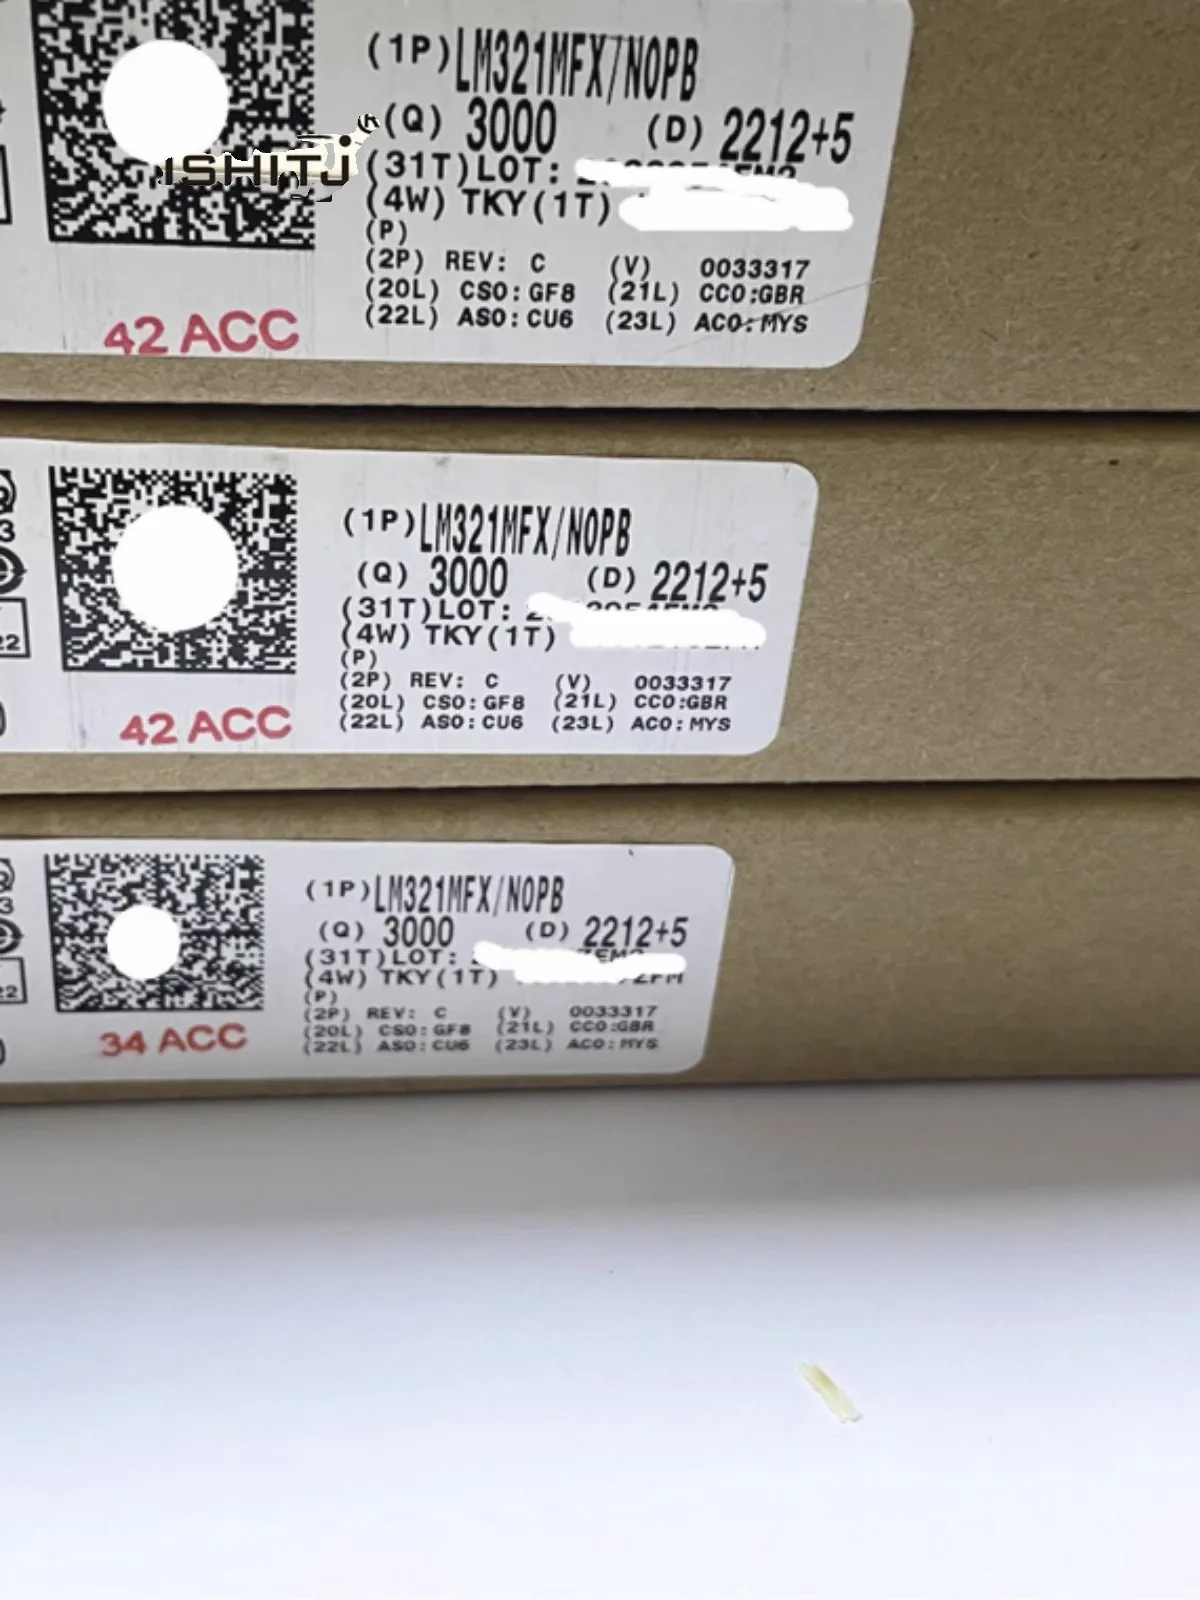 (1P)LM321MFX/NOPB
(Q) 3000 (D) 2212+5
ISHITJ
(31T)LOT:
(4W) TKY(1T)
(P)
(2P) REV: C (V) 0033317
(20L) CSO:GF8 (21L) CCO:GBR
(22L) ASO:CU6 (23L) ACO:MYS
42 ACC
(1P)LM321MFX/NOPB
(Q) 3000 (D) 2212+5
(31T)LOT:
(4W) TKY(1T)
(P)
(2P) REV: C (V) 0033317
(20L) CSO:GF8 (21L) CCO:GBR
(22L) ASO:CU6 (23L) ACO:MYS
42 ACC
(1P)LM321MFX/NOPB
(Q) 3000 (D) 2212+5
(31T)LOT:
(4W) TKY(1T)
(P)
(2P) REV: C (V) 0033317
(20L) CSO:GF8 (21L) CCO:GBR
(22L) ASO:CU6 (23L) ACO:MYS
34 ACC